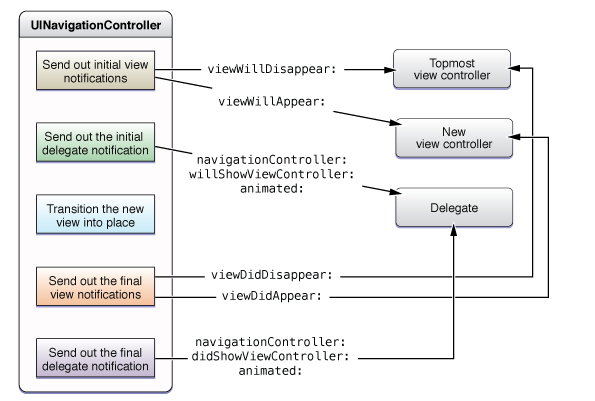 UINavigationController
Send out initial view
notifications
viewWillDisappear:
Topmost
view controller
viewWillAppear:
New
view controller
Send out the initial
delegate notification
navigationController:
willShowViewController:
animated:
Delegate
Transition the new
view into place
Send out the final
view notifications
viewDidDisappear:
viewDidAppear:
Send out the final
delegate notification
navigationController:
didShowViewController:
animated: